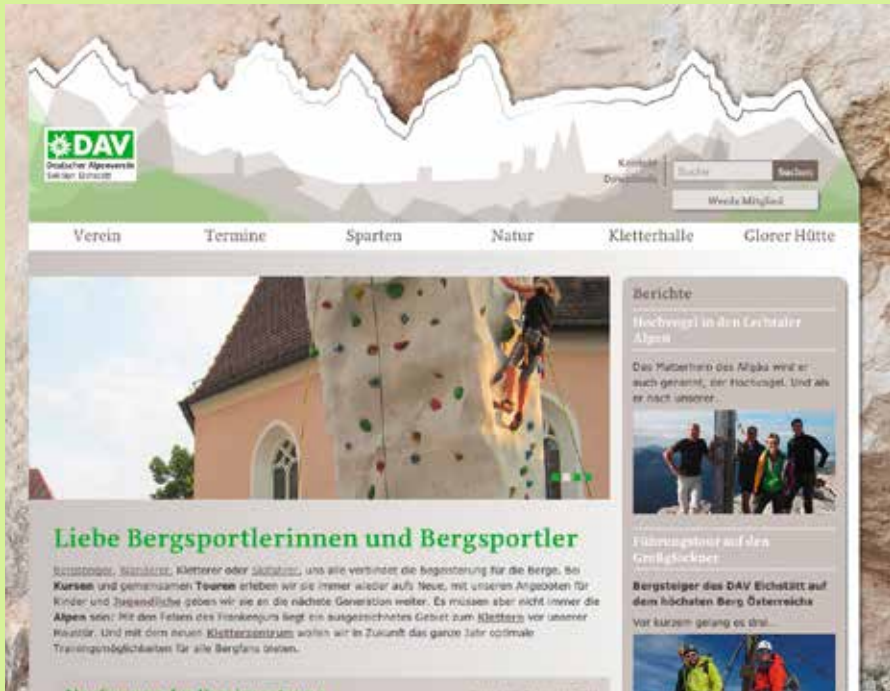 DAV
Deutscher Alpenverein
Sektion Eichstätt
Kontakt
Downloads
Suche
Suchen
Werde Mitglied
Verein Termine Sparten Natur Kletterhalle Glorer Hütte
Liebe Bergsportlerinnen und Bergsportler
Bergsteiger, Wanderer, Kletterer oder Skifahrer, uns alle verbindet die Begeisterung für die Berge. Bei
Kursen und gemeinsamen Touren erleben wir sie immer wieder aufs Neue, mit unseren Angeboten für
Kinder und Jugendliche geben wir sie an die nächste Generation weiter. Es müssen aber nicht immer die
Alpen sein: Mit den Felsen des Frankenjura liegt ein ausgezeichnetes Gebiet zum Klettern vor unserer
Haustür. Und mit dem neuen Kletterzentrum wollen wir in Zukunft das ganze Jahr optimale
Trainingsmöglichkeiten für alle Bergfans bieten.
Berichte
Hochvogel in den Lechtaler
Alpen
Das Matterhorn des Allgäu wird er
auch genannt, der Hochvogel. Und als
er nach unserer...
Führungstour auf den
Großglockner
Bergsteiger des DAV Eichstätt auf
dem höchsten Berg Österreichs
Vor kurzem gelang es drei...